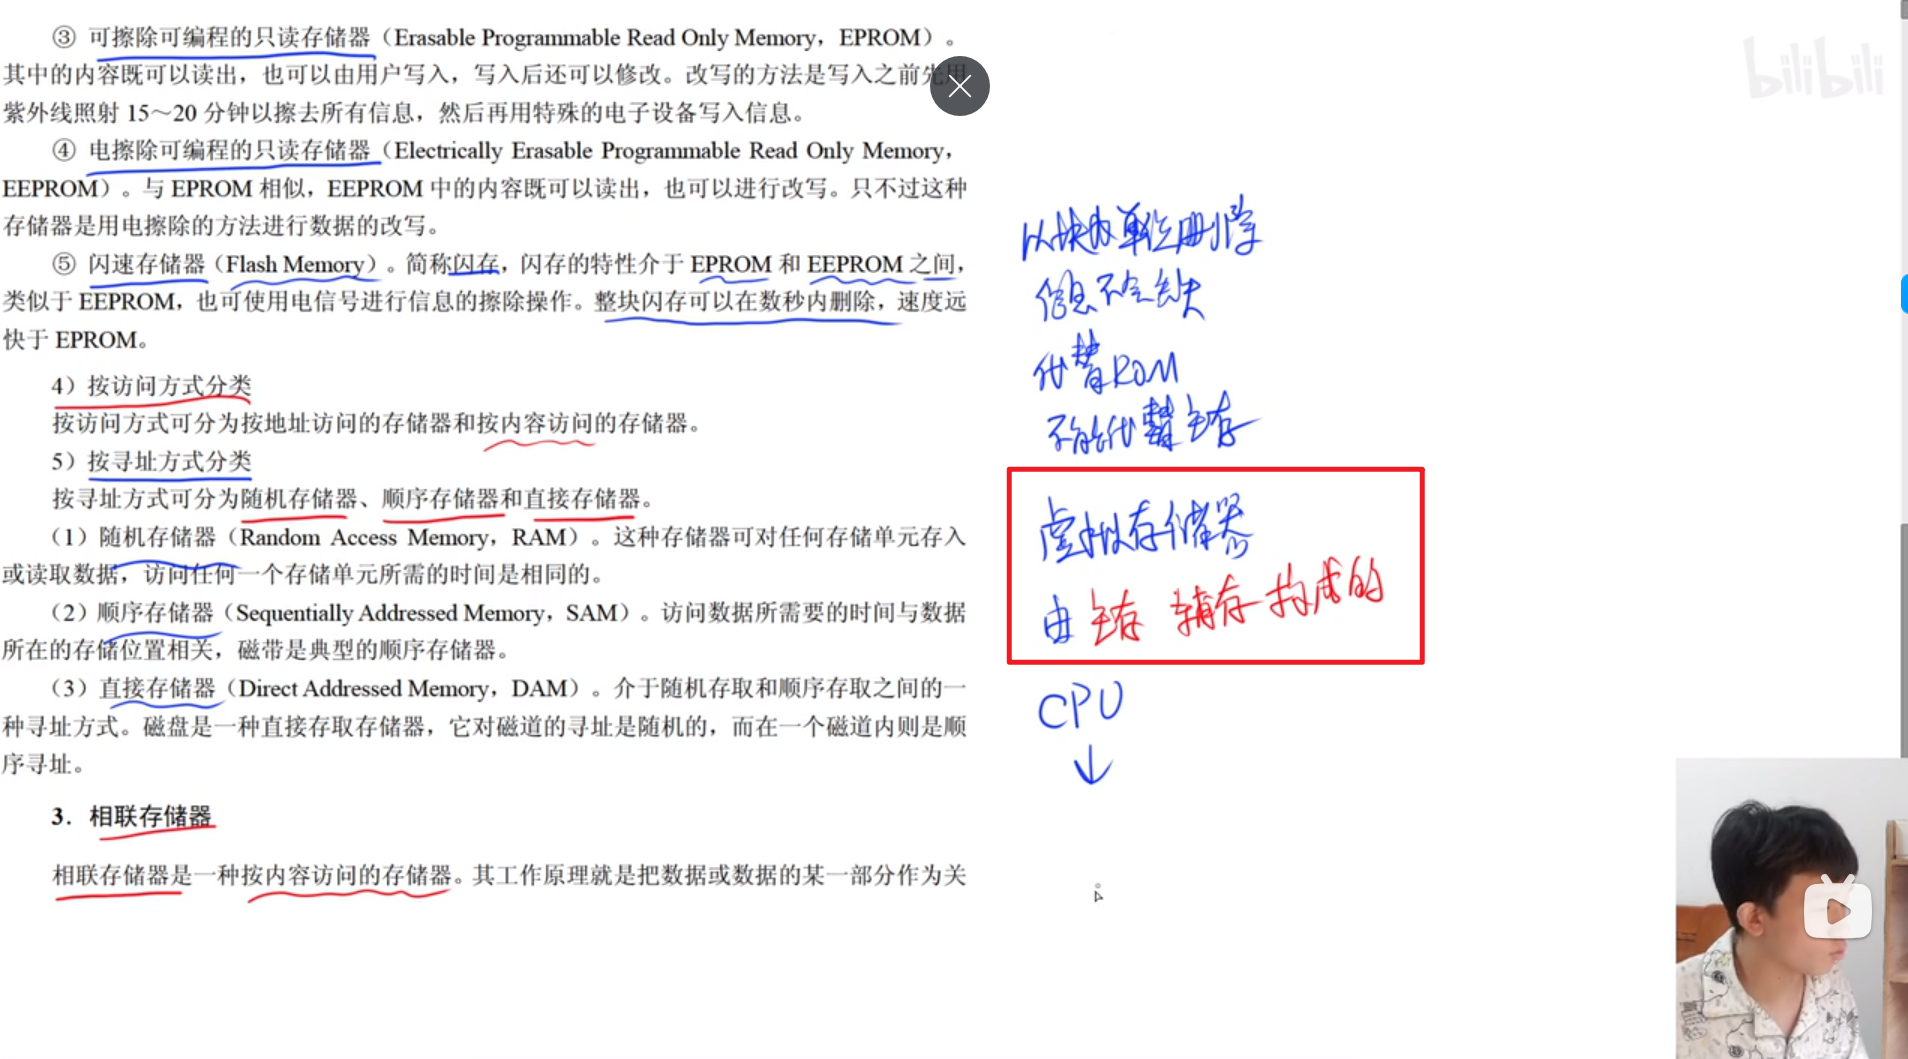 ③ 可擦除可编程的只读存储器（Erasable Programmable Read Only Memory，EPROM）。
其中的内容既可以读出，也可以由用户写入，写入后还可以修改。改写的方法是写入之前先用
紫外线照射 15～20 分钟以擦去所有信息，然后再用特殊的电子设备写入信息。
④ 电擦除可编程的只读存储器（Electrically Erasable Programmable Read Only Memory，
EEPROM）。与 EPROM 相似，EEPROM 中的内容既可以读出，也可以进行改写。只不过这种
存储器是用电擦除的方法进行数据的改写。
⑤ 闪速存储器（Flash Memory）。简称闪存，闪存的特性介于 EPROM 和 EEPROM 之间，
类似于 EEPROM，也可使用电信号进行信息的擦除操作。整块闪存可以在数秒内删除，速度远
快于 EPROM。
4）按访问方式分类
按访问方式可分为按地址访问的存储器和按内容访问的存储器。
5）按寻址方式分类
按寻址方式可分为随机存储器、顺序存储器和直接存储器。
（1）随机存储器（Random Access Memory，RAM）。这种存储器可对任何存储单元存入
或读取数据，访问任何一个存储单元所需的时间是相同的。
（2）顺序存储器（Sequentially Addressed Memory，SAM）。访问数据所需要的时间与数据
所在的存储位置相关，磁带是典型的顺序存储器。
（3）直接存储器（Direct Addressed Memory，DAM）。介于随机存取和顺序存取之间的一
种寻址方式。磁盘是一种直接存取存储器，它对磁道的寻址是随机的，而在一个磁道内则是顺
序寻址。
3．相联存储器
相联存储器是一种按内容访问的存储器。其工作原理就是把数据或数据的某一部分作为关
bilibili
以块为单位删除
信息不会丢失
代替ROM
不能代替主存
虚拟存储器
由 主存 辅存构成的
CPU
↓